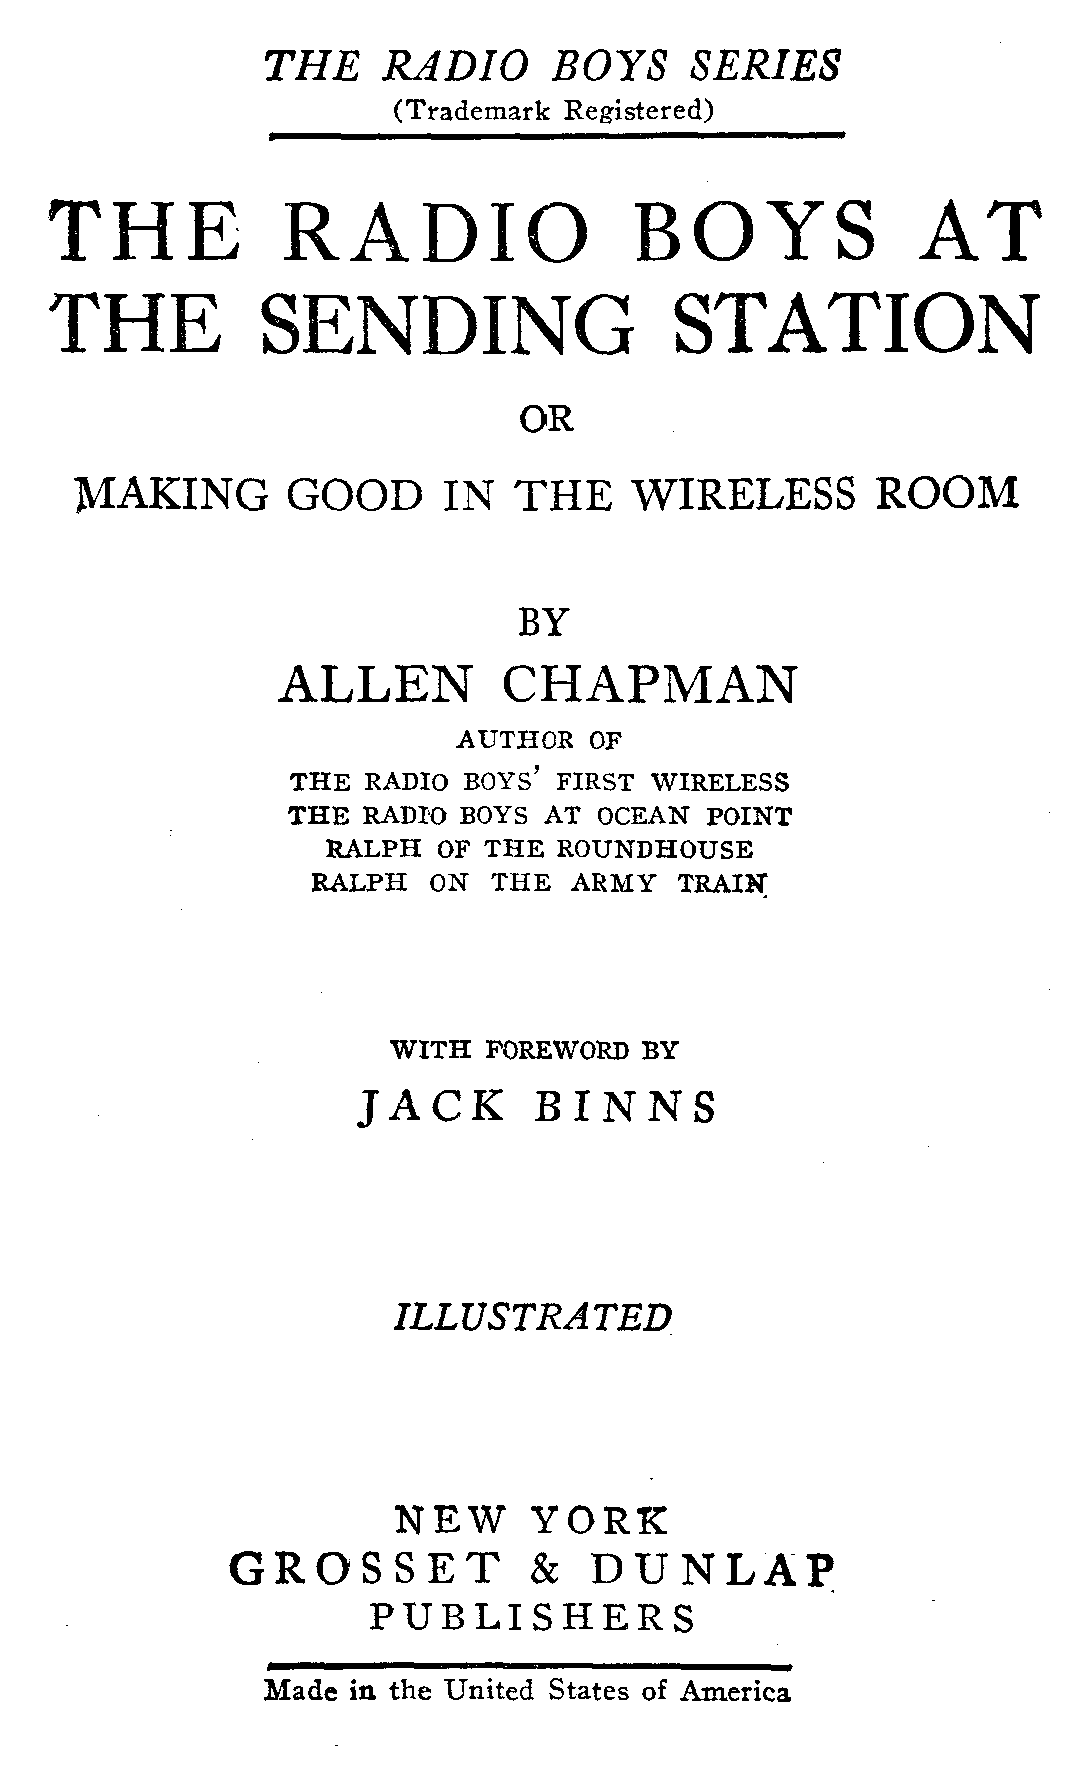 THE RADIO BOYS SERIES
(Trademark Registered)
THE RADIO BOYS AT
THE SENDING STATION
OR
MAKING GOOD IN THE WIRELESS ROOM
BY
ALLEN CHAPMAN
AUTHOR OF
THE RADIO BOYS' FIRST WIRELESS
THE RADIO BOYS AT OCEAN POINT
RALPH OF THE ROUNDHOUSE
RALPH ON THE ARMY TRAIN
WITH FOREWORD BY
JACK BINNS
ILLUSTRATED
NEW YORK
GROSSET & DUNLAP
PUBLISHERS
Made in the United States of America